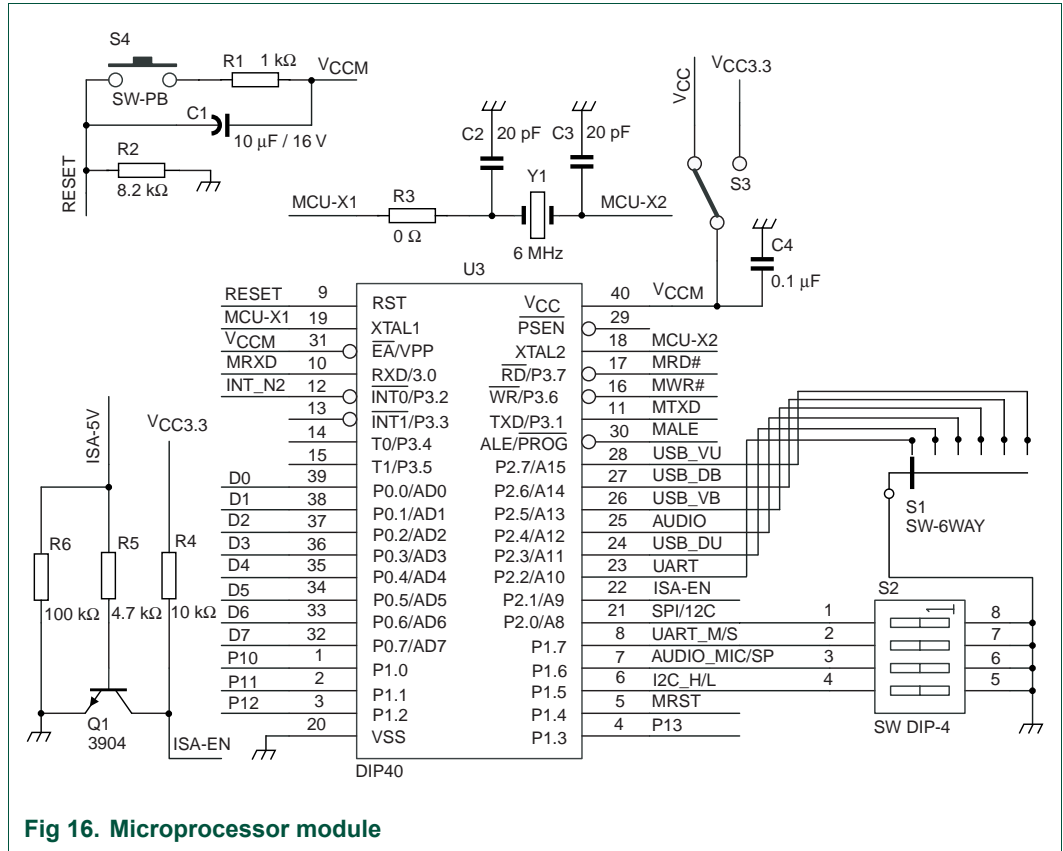 S4
R1
1 kΩ
VCCM
SW-PB
C1
10 μF / 16 V
R2
8.2 kΩ
RESET
C2
20 pF
C3
20 pF
Y1
MCU-X1
R3
0 Ω
6 MHz
MCU-X2
VCC
VCC3.3
S3
C4
0.1 μF
U3
RESET 9 RST
MCU-X1 19 XTAL1
VCCM 31 EA/VPP
MRXD 10 RXD/3.0
INT_N2 12 INT0/P3.2
13 INT1/P3.3
14 T0/P3.4
15 T1/P3.5
D0 39 P0.0/AD0
D1 38 P0.1/AD1
D2 37 P0.2/AD2
D3 36 P0.3/AD3
D4 35 P0.4/AD4
D5 34 P0.5/AD5
D6 33 P0.6/AD6
D7 32 P0.7/AD7
P10 1 P1.0
P11 2 P1.1
P12 3 P1.2
20 VSS
VCC 40 VCCM
PSEN 29
XTAL2 18 MCU-X2
RD/P3.7 17 MRD#
WR/P3.6 16 MWR#
TXD/P3.1 11 MTXD
ALE/PROG 30 MALE
P2.7/A15 28 USB_VU
P2.6/A14 27 USB_DB
P2.5/A13 26 USB_VB
P2.4/A12 25 AUDIO
P2.3/A11 24 USB_DU
P2.2/A10 23 UART
P2.1/A9 22 ISA-EN
P2.0/A8 21 SPI/12C
P1.7 8 UART_M/S
P1.6 7 AUDIO_MIC/SP
P1.5 6 I2C_H/L
P1.4 5 MRST
P1.3 4 P13
DIP40
ISA-5V
VCC3.3
R6
100 kΩ
R5
4.7 kΩ
R4
10 kΩ
Q1
3904
ISA-EN
S1
SW-6WAY
S2
1 8
2 7
3 6
4 5
SW DIP-4
Fig 16. Microprocessor module